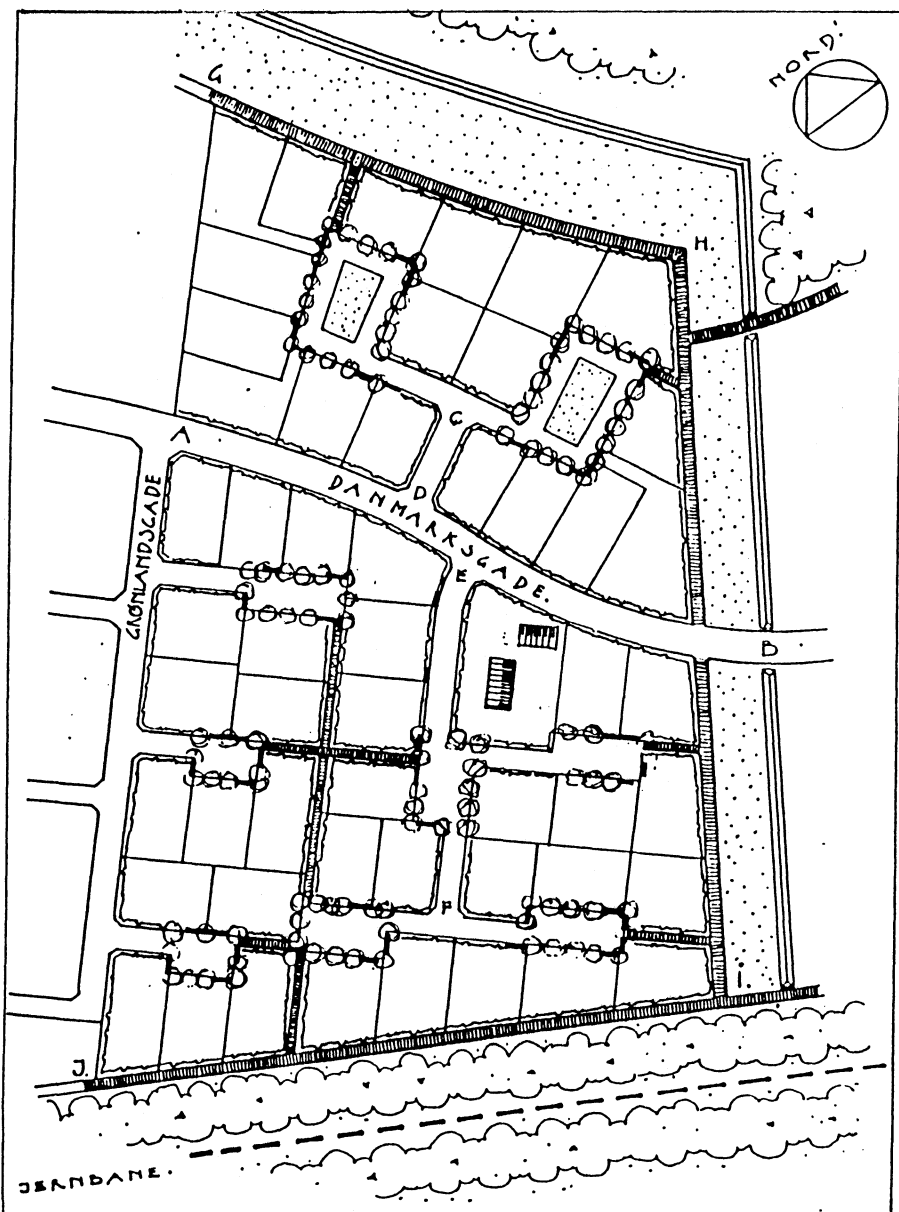 NORD.
G.
H.
A
C
D
DANMARKSGADE.
GRØNLANDSGADE
E
B
F
I
J.
JERNBANE.